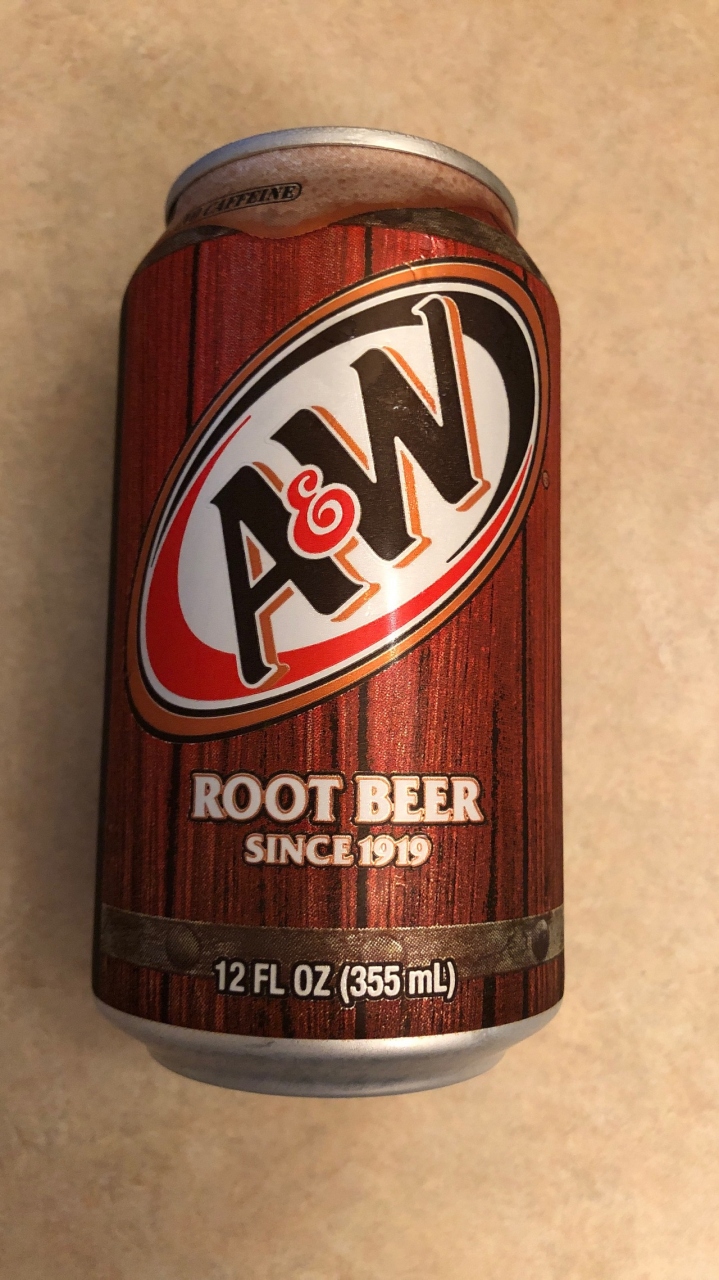 CAFFEINE
A&W
ROOT BEER
SINCE 1919
12 FL OZ (355 mL)